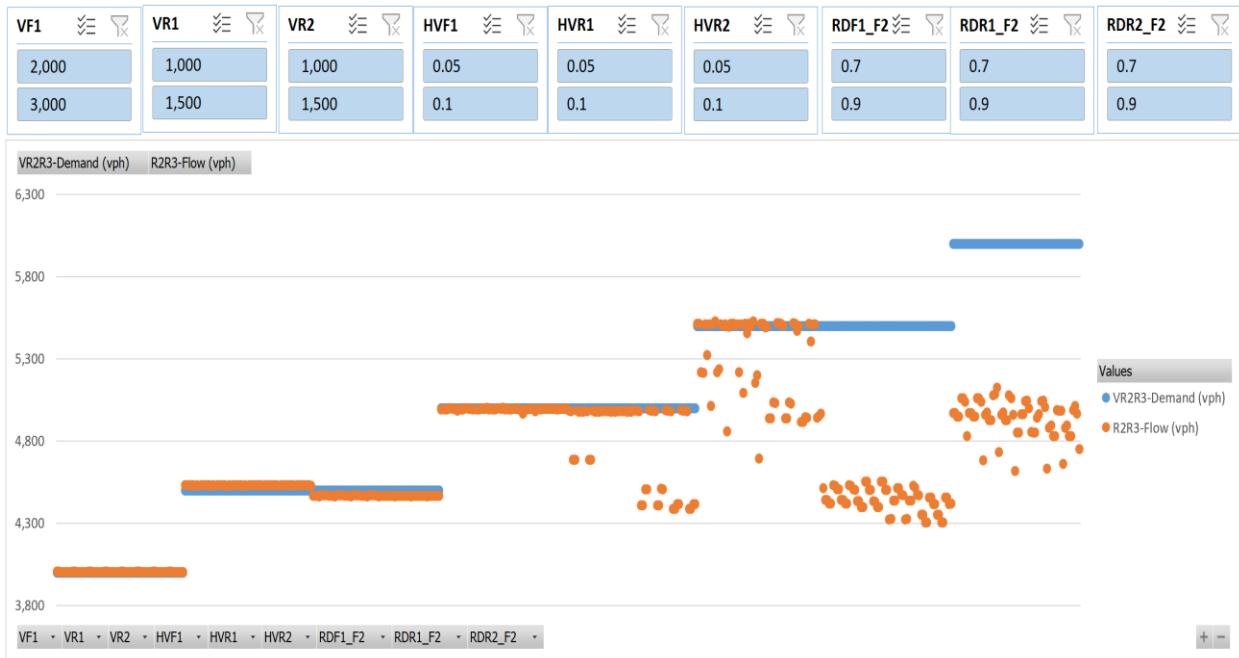 VF1 VR1 VR2 HVF1 HVR1 HVR2 RDF1_F2 RDR1_F2 RDR2_F2
2,000 1,000 1,000 0.05 0.05 0.05 0.7 0.7 0.7
3,000 1,500 1,500 0.1 0.1 0.1 0.9 0.9 0.9
VR2R3-Demand (vph) R2R3-Flow (vph)
6,300
5,800
5,300
4,800
4,300
3,800
Values
VR2R3-Demand (vph)
R2R3-Flow (vph)
VF1 VR1 VR2 HVF1 HVR1 HVR2 RDF1_F2 RDR1_F2 RDR2_F2 + -